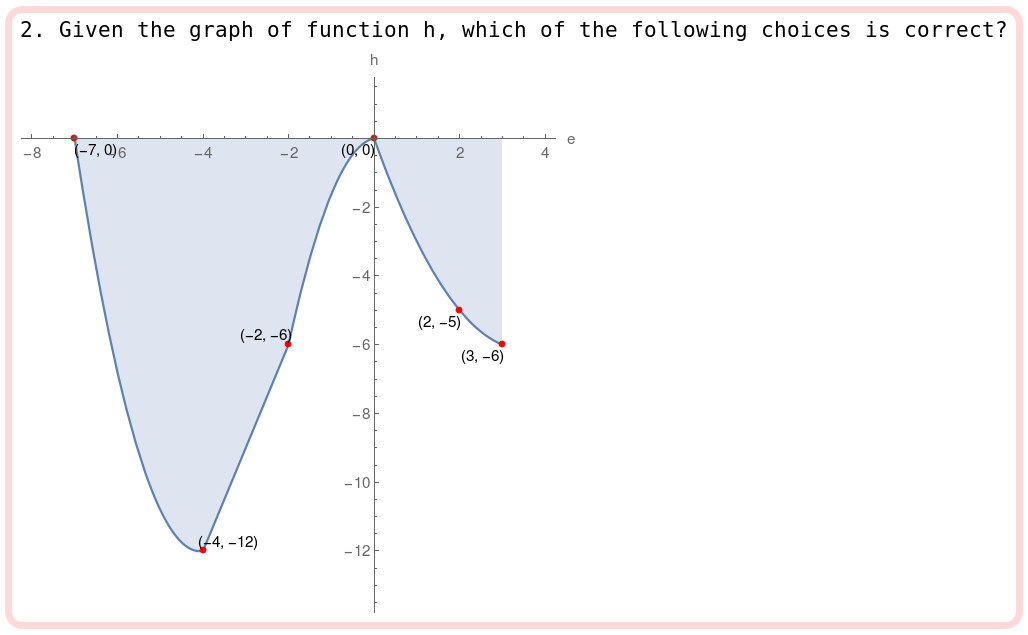 2. Given the graph of function h, which of the following choices is correct?
h
e
−8 (−7, 0) −6 −4 −2 (0, 0) 2 4
−2
−4
(2, −5)
(−2, −6) −6 (3, −6)
−8
−10
(−4, −12) −12